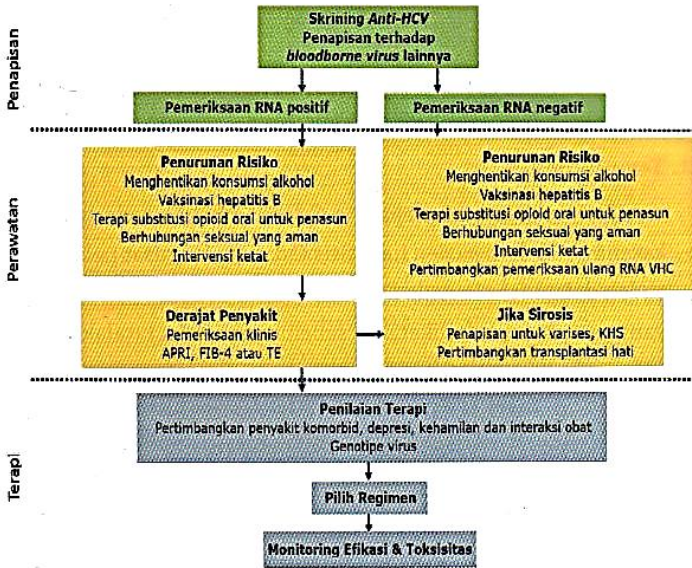 Skrining Anti-HCV
Penapisan terhadap
bloodborne virus lainnya
Penapisan
Pemeriksaan RNA positif
Pemeriksaan RNA negatif
Perawatan
Penurunan Risiko
Menghentikan konsumsi alkohol
Vaksinasi hepatitis B
Terapi substitusi opioid oral untuk penasun
Berhubungan seksual yang aman
Intervensi ketat
Penurunan Risiko
Menghentikan konsumsi alkohol
Vaksinasi hepatitis B
Terapi substitusi opioid oral untuk penasun
Berhubungan seksual yang aman
Intervensi ketat
Pertimbangkan pemeriksaan ulang RNA VHC
Derajat Penyakit
Pemeriksaan klinis
APRI, FIB-4 atau TE
Jika Sirosis
Penapisan untuk varises, KHS
Pertimbangkan transplantasi hati
Terapi
Penilaian Terapi
Pertimbangkan penyakit komorbid, depresi, kehamilan dan interaksi obat
Genotipe virus
Pilih Regimen
Monitoring Efikasi & Toksisitas